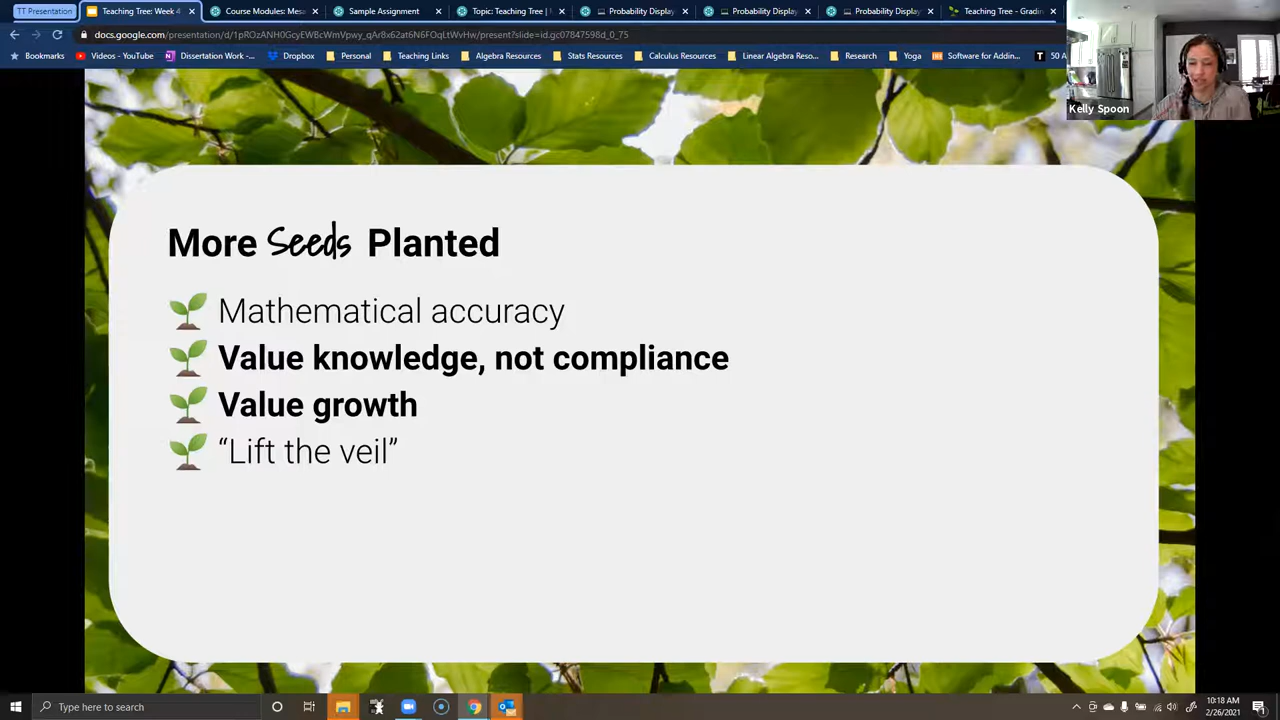 TT Presentation
Teaching Tree: Week 4
Course Modules: Mes
Sample Assignment
Topic: Teaching Tree |
Probability Display
Probability Display
Probability Display
Teaching Tree - Gradin
docs.google.com/presentation/d/1pROzANH0GcyEWBcWmVpwy_qAr8x62at6N6FOqLtWvHw/present?slide=id.gc07847598d_0_75
Bookmarks
Videos - YouTube
Dissertation Work -...
Dropbox
Personal
Teaching Links
Algebra Resources
Stats Resources
Calculus Resources
Linear Algebra Reso...
Research
Yoga
Software for Addin...
50 A
Kelly Spoon
More Seeds Planted
Mathematical accuracy
Value knowledge, not compliance
Value growth
“Lift the veil”
Type here to search
10:18 AM
2/26/2021